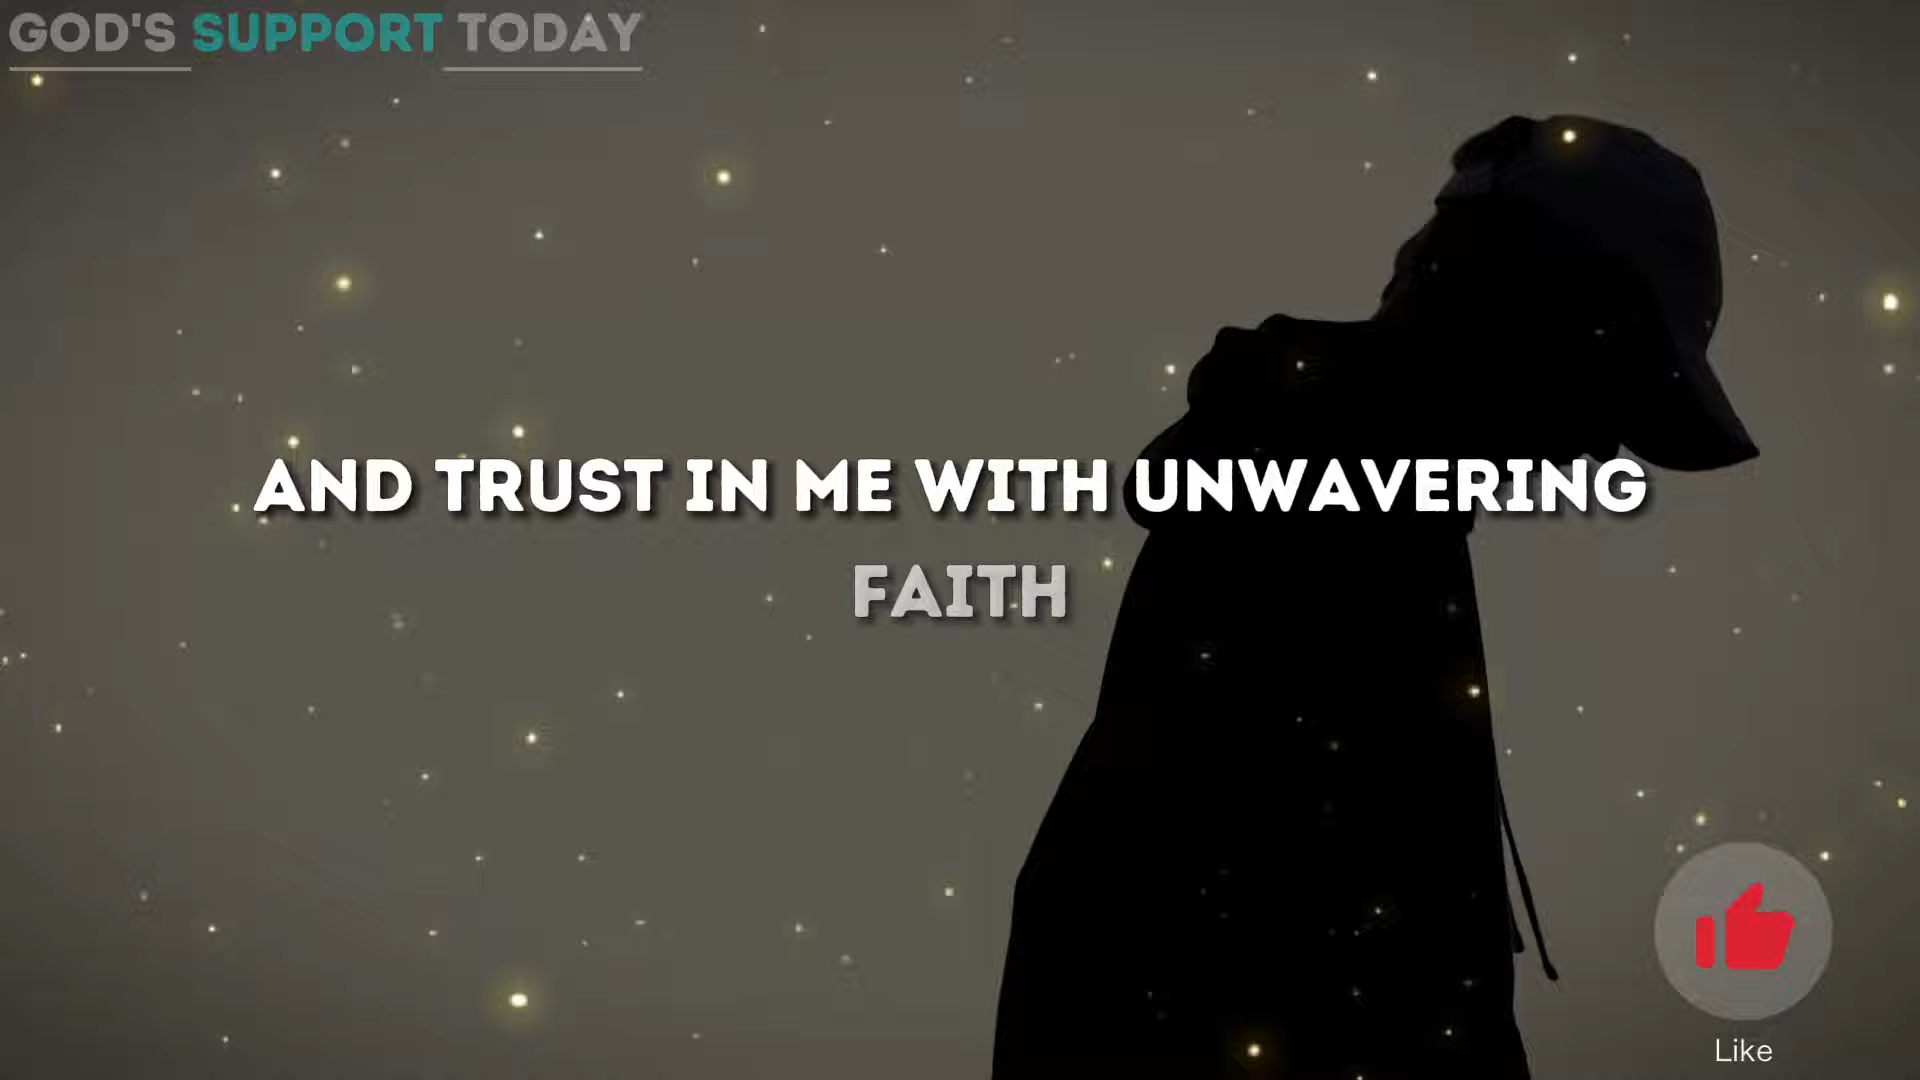 GOD'S SUPPORT TODAY
AND TRUST IN ME WITH UNWAVERING
FAITH
Like